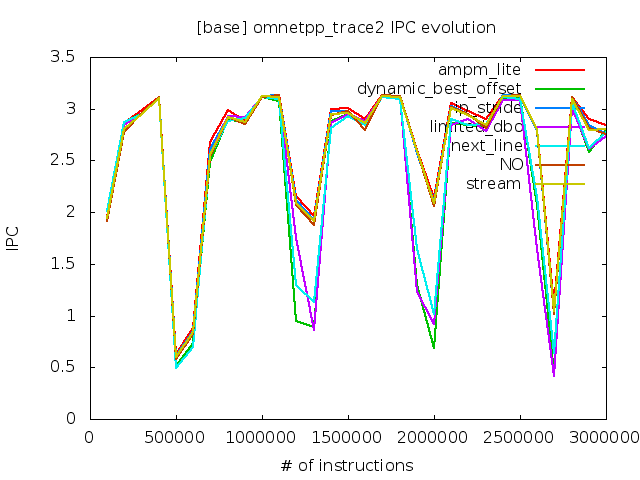 [base] omnetpp_trace2 IPC evolution
3.5
3
2.5
2
1.5
1
0.5
0
IPC
ampm_lite
dynamic_best_offset
ip_stride
limited_dbo
next_line
NO
stream
0
500000
1000000
1500000
2000000
2500000
3000000
# of instructions